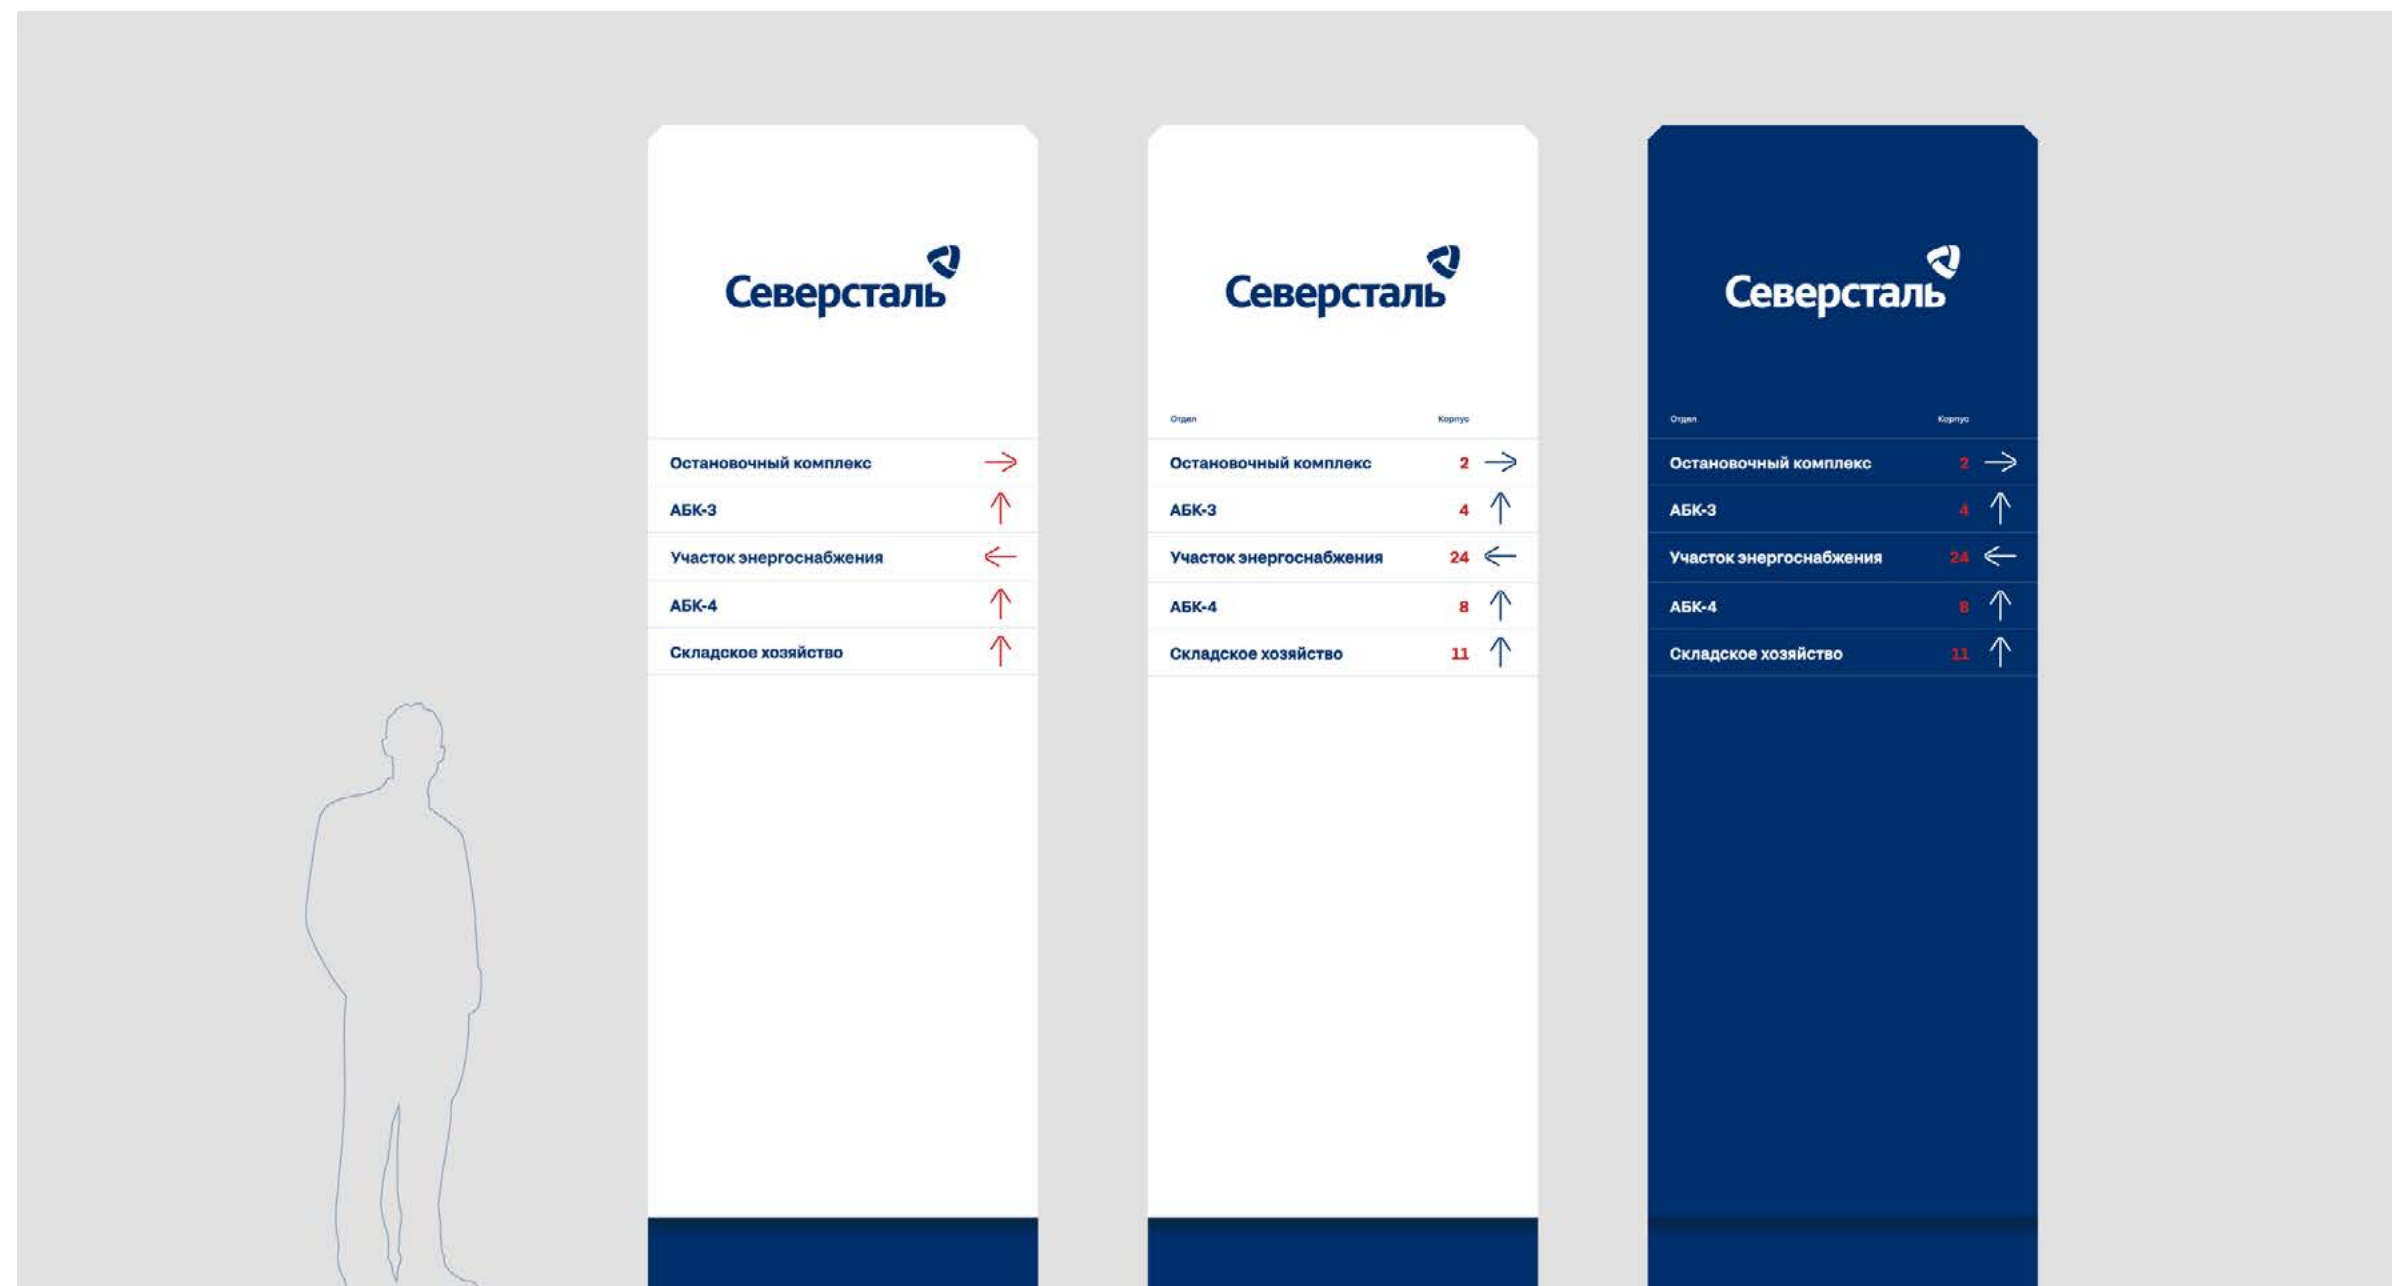 Северсталь
Остановочный комплекс →
АБК-3 ↑
Участок энергоснабжения ←
АБК-4 ↑
Складское хозяйство ↑
Северсталь
Отдел Корпус
Остановочный комплекс 2 →
АБК-3 4 ↑
Участок энергоснабжения 24 ←
АБК-4 8 ↑
Складское хозяйство 11 ↑
Северсталь
Отдел Корпус
Остановочный комплекс 2 →
АБК-3 4 ↑
Участок энергоснабжения 24 ←
АБК-4 8 ↑
Складское хозяйство 11 ↑